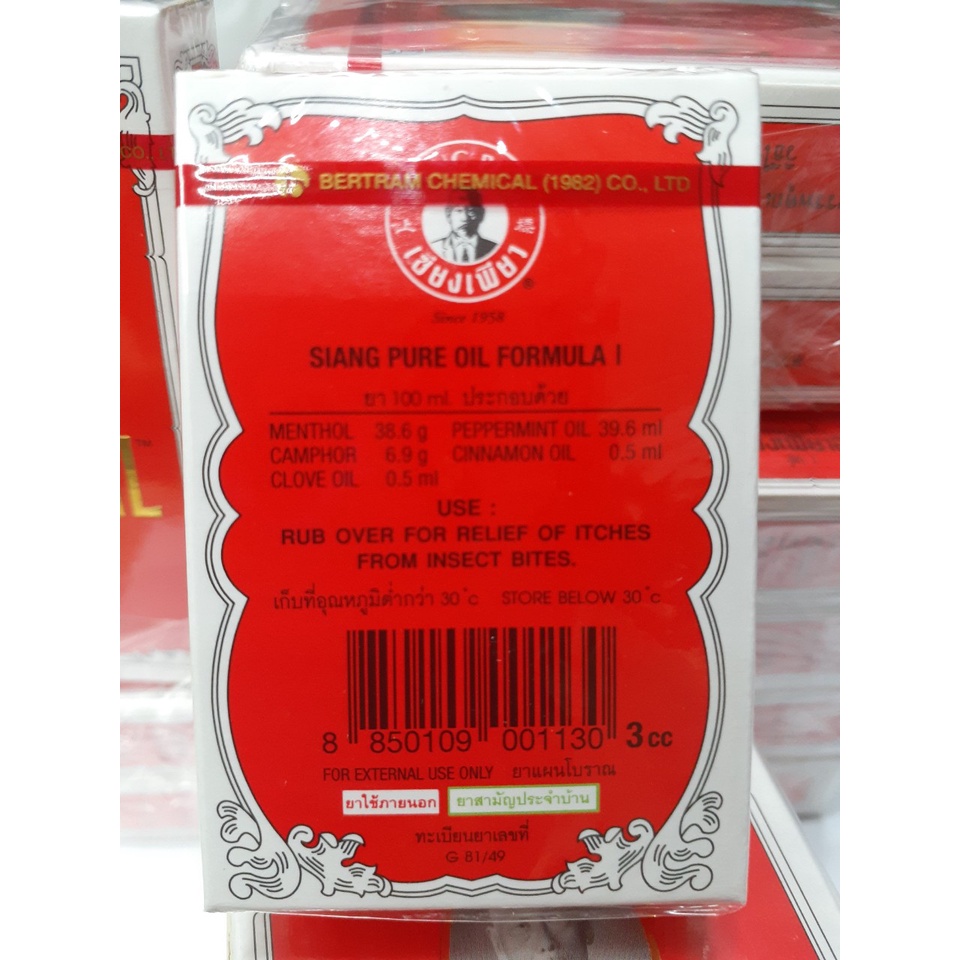 BERTRAM CHEMICAL (1982) CO., LTD
เซียงเพียว
®
Since 1958
SIANG PURE OIL FORMULA I
ยา 100 ml. ประกอบด้วย
MENTHOL 38.6 g PEPPERMINT OIL 39.6 ml
CAMPHOR 6.9 g CINNAMON OIL 0.5 ml
CLOVE OIL 0.5 ml
USE :
RUB OVER FOR RELIEF OF ITCHES
FROM INSECT BITES.
เก็บที่อุณหภูมิต่ำกว่า 30 °c STORE BELOW 30 °c
8 850109 001130 3 cc
FOR EXTERNAL USE ONLY ยาแผนโบราณ
ยาใช้ภายนอก ยาสามัญประจำบ้าน
ทะเบียนยาเลขที่
G 81/49
CO.,
™